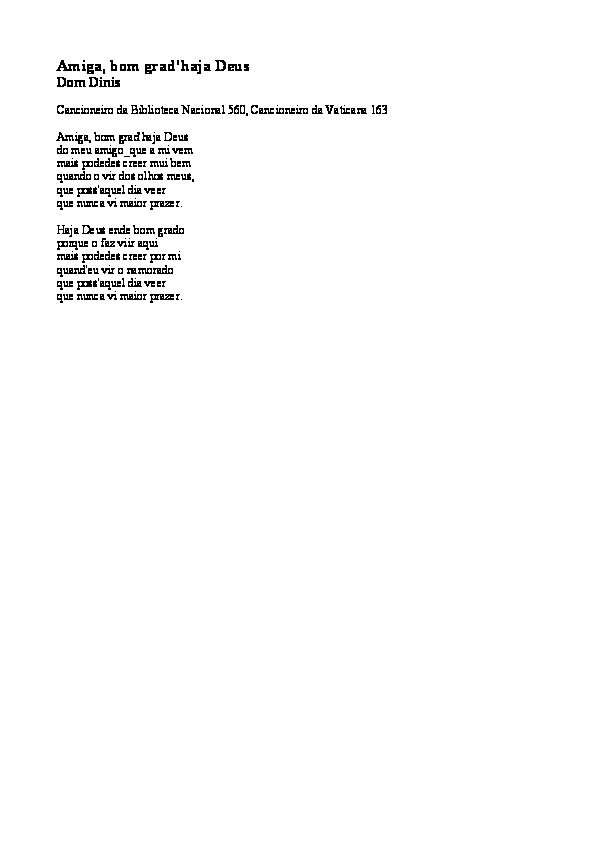 Amiga, bom grad'haja Deus
Dom Dinis
Cancioneiro da Biblioteca Nacional 560, Cancioneiro da Vaticana 163
Amiga, bom grad'haja Deus
do meu amigo_que a mi vem
mais podedes creer mui bem
quando o vir dos olhos meus,
que poss'aquel dia veer
que nunca vi maior prazer.
Haja Deus ende bom grado
porque o faz viir aqui
mais podedes creer por mi
quand'eu vir o namorado
que poss'aquel dia veer
que nunca vi maior prazer.